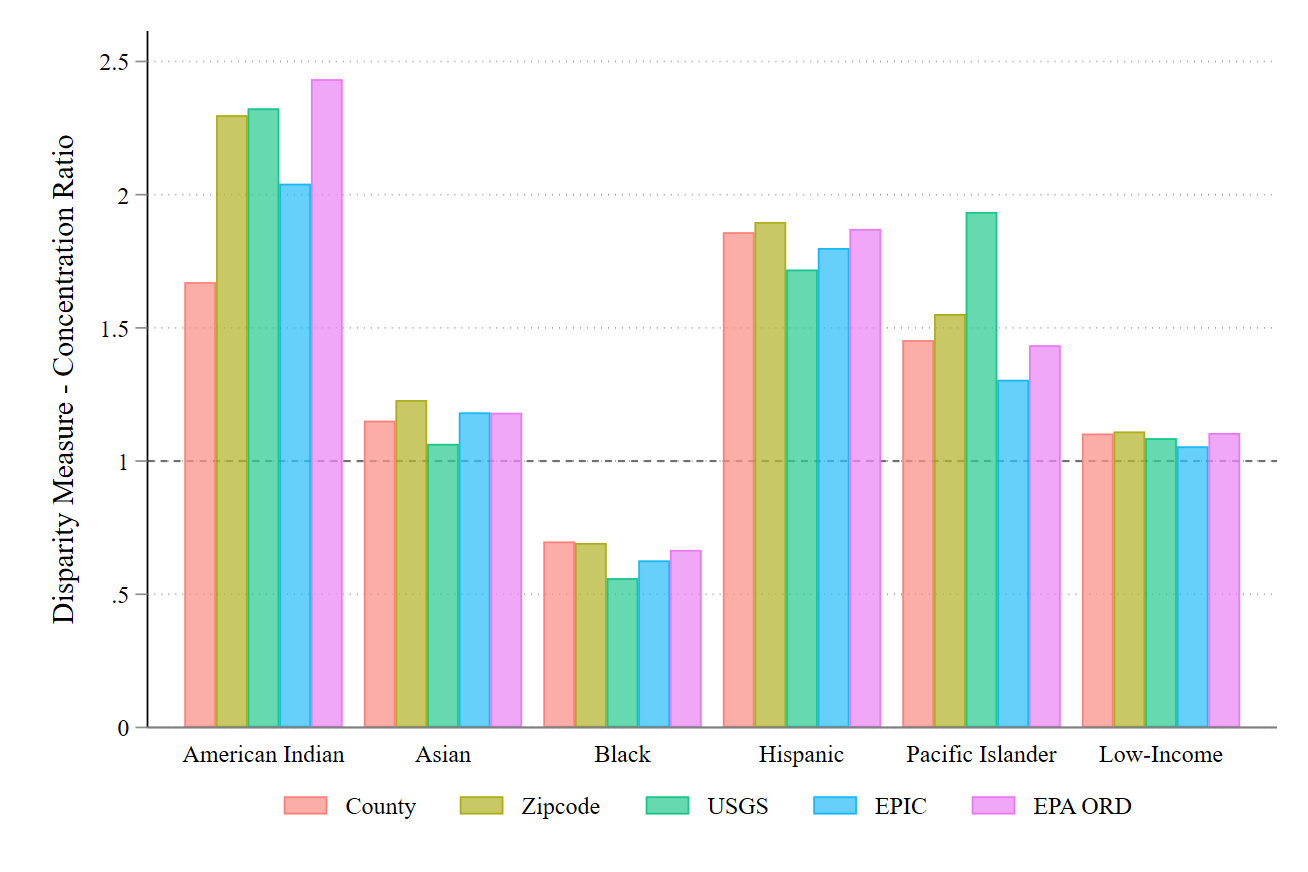 Disparity Measure - Concentration Ratio
2.5
2
1.5
1
.5
0
American Indian Asian Black Hispanic Pacific Islander Low-Income
County Zipcode USGS EPIC EPA ORD